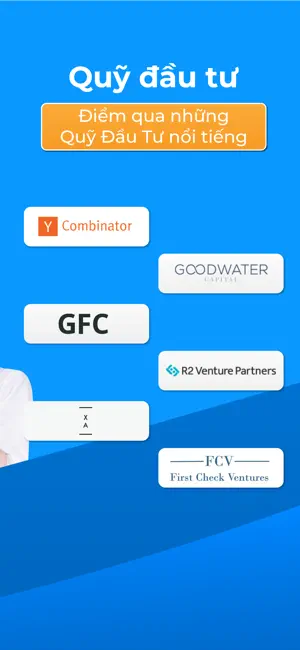 Quỹ đầu tư
Điểm qua những
Quỹ Đầu Tư nổi tiếng
Y Combinator
GOODWATER
CAPITAL
GFC
R2 Venture Partners
X
A
FCV
First Check Ventures